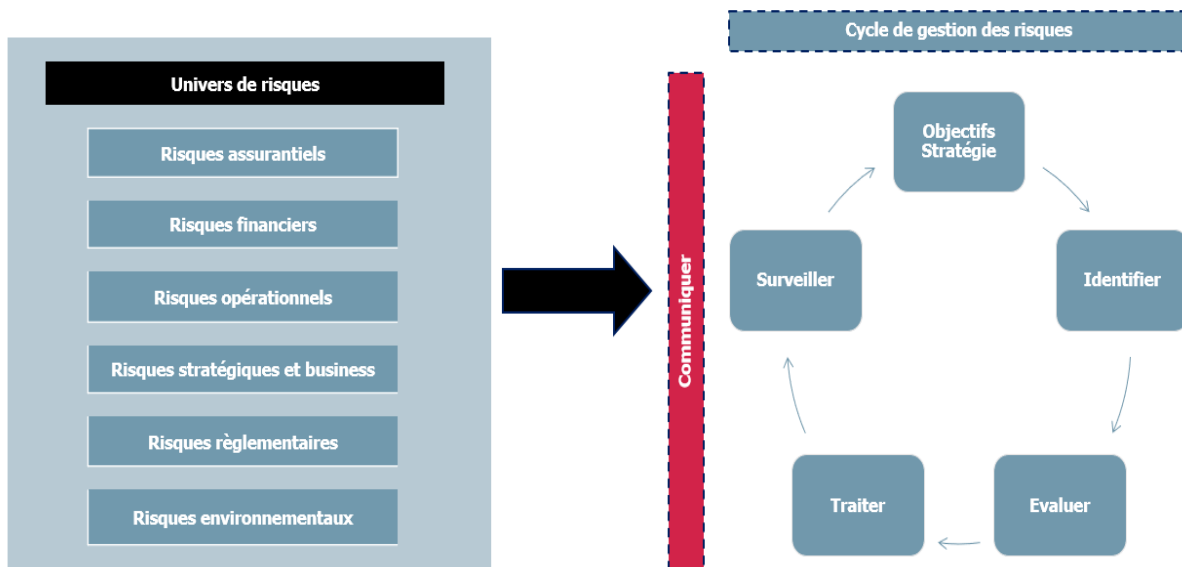 Univers de risques
Risques assurantiels
Risques financiers
Risques opérationnels
Risques stratégiques et business
Risques règlementaires
Risques environnementaux
Communiquer
Cycle de gestion des risques
Objectifs
Stratégie
Identifier
Evaluer
Traiter
Surveiller